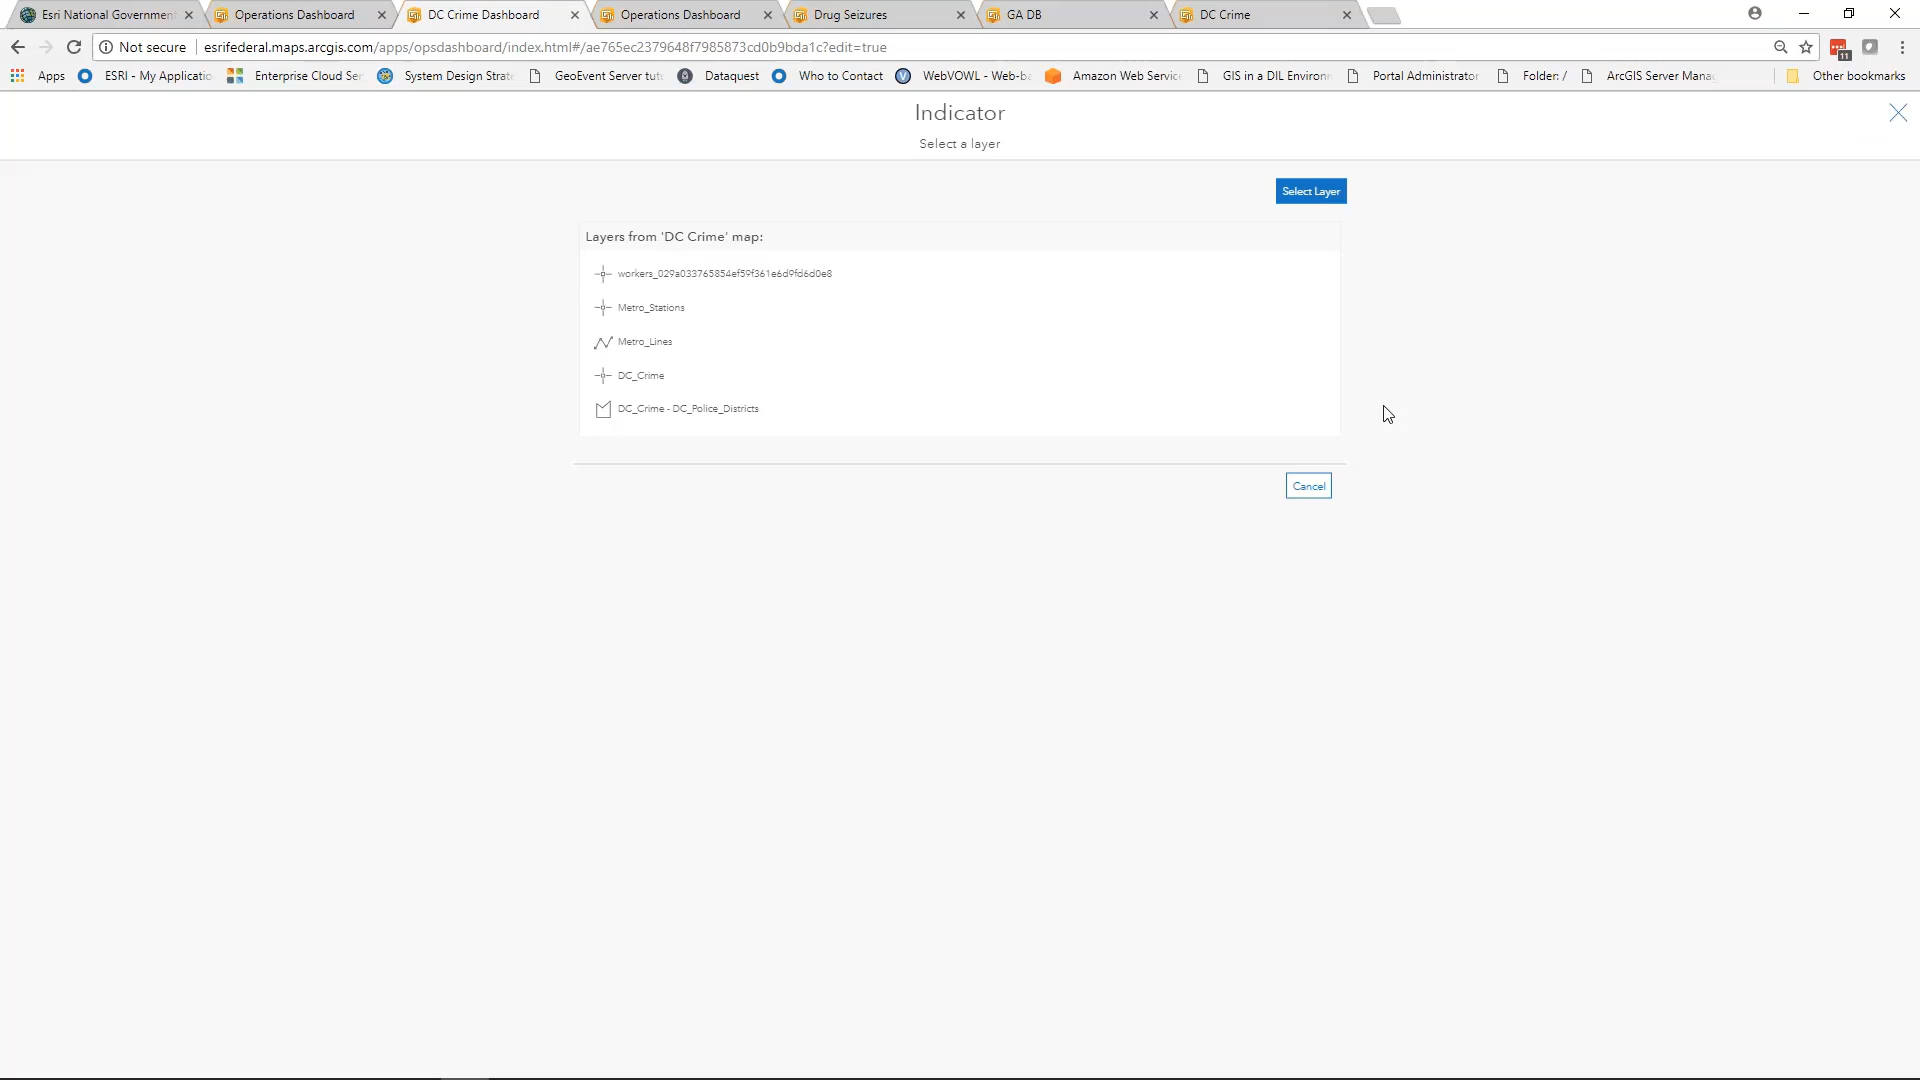 Esri National Government
Operations Dashboard
DC Crime Dashboard
Operations Dashboard
Drug Seizures
GA DB
DC Crime
Not secure
esrifederal.maps.arcgis.com/apps/opsdashboard/index.html#/ae765ec2379648f7985873cd0b9bda1c?edit=true
11
Apps
ESRI - My Applicatio
Enterprise Cloud Ser
System Design Strat
GeoEvent Server tut
Dataquest
Who to Contact
WebVOWL - Web-ba
Amazon Web Servic
GIS in a DIL Environ
Portal Administrator
Folder: /
ArcGIS Server Mana
Other bookmarks
Indicator
Select a layer
Select Layer
Layers from 'DC Crime' map:
workers_029a033765854ef59f361e6d9fd6d0e8
Metro_Stations
Metro_Lines
DC_Crime
DC_Crime - DC_Police_Districts
Cancel